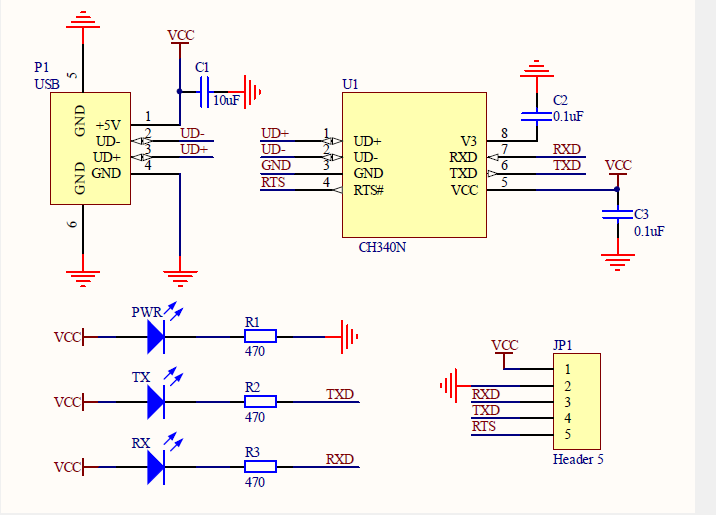 VCC
P1
USB
5
C1
10uF
GND
+5V
1
UD-
2
UD-
UD+
3
UD+
GND
4
GND
6
U1
UD+
1
UD+
UD-
2
UD-
GND
3
GND
RTS
4
RTS#
V3
8
RXD
7
RXD
TXD
6
TXD
VCC
5
CH340N
C2
0.1uF
VCC
C3
0.1uF
PWR
VCC
R1
470
TX
VCC
R2
470
TXD
RX
VCC
R3
470
RXD
VCC
JP1
1
2
RXD
3
TXD
4
RTS
5
Header 5